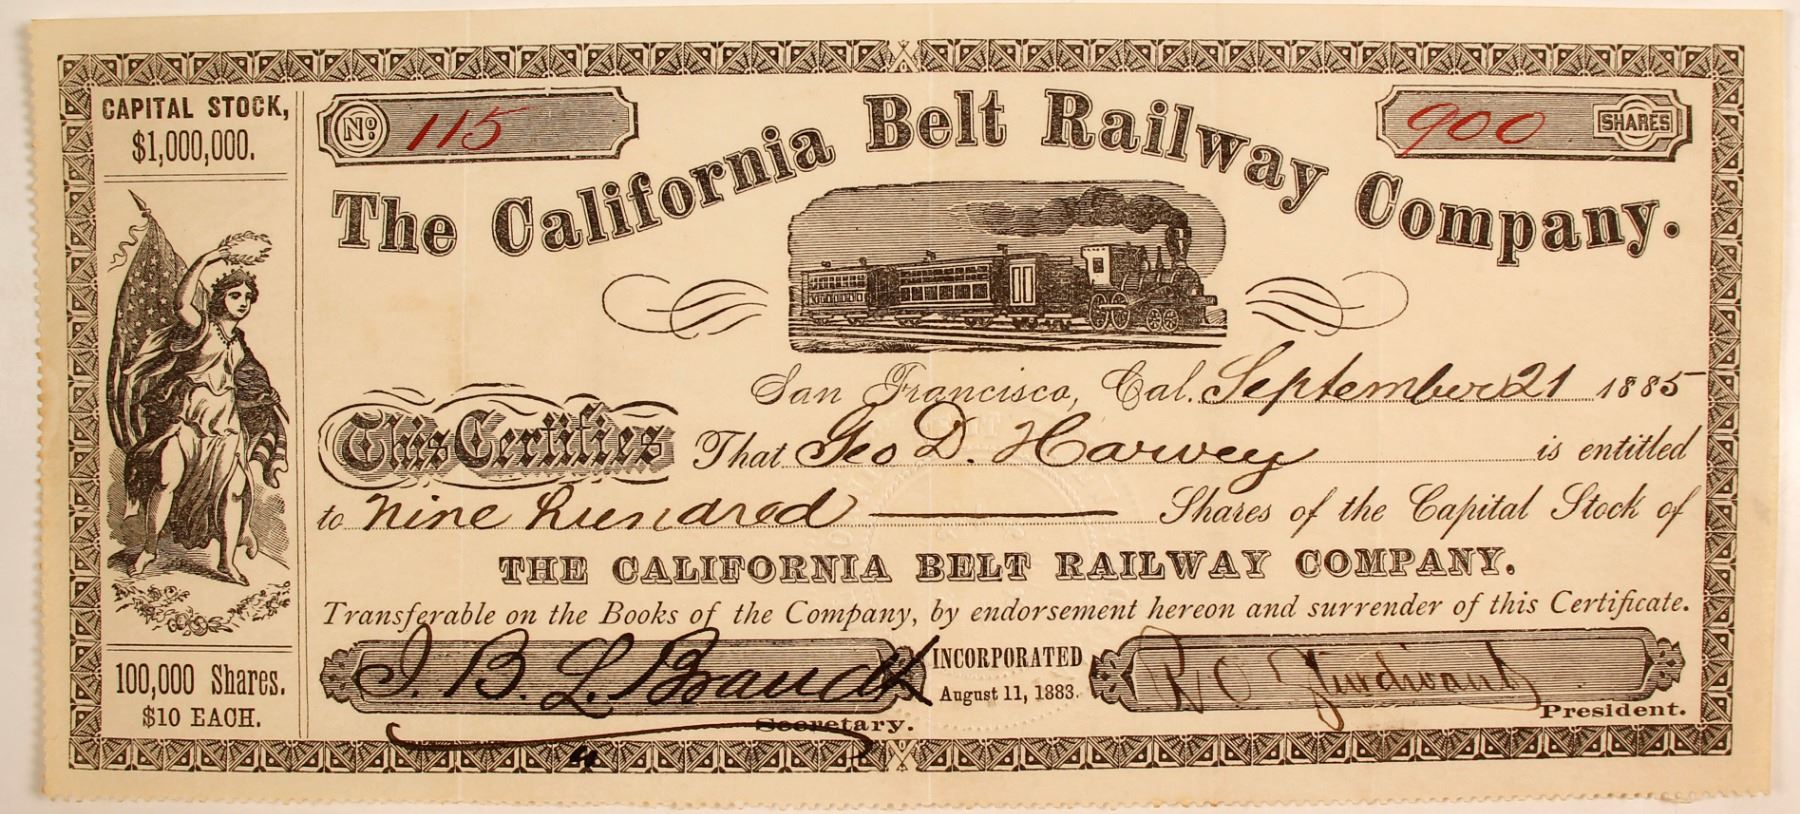 CAPITAL STOCK,
$1,000,000.
100,000 Shares.
$10 EACH.
No. 115
900 SHARES
The California Belt Railway Company.
San Francisco, Cal. September 21 1885
This Certifies That Geo D. Harvey is entitled
to Nine hundred Shares of the Capital Stock of
THE CALIFORNIA BELT RAILWAY COMPANY.
Transferable on the Books of the Company, by endorsement hereon and surrender of this Certificate.
J. B. L. Brandt
Secretary.
INCORPORATED
August 11, 1883.
President.